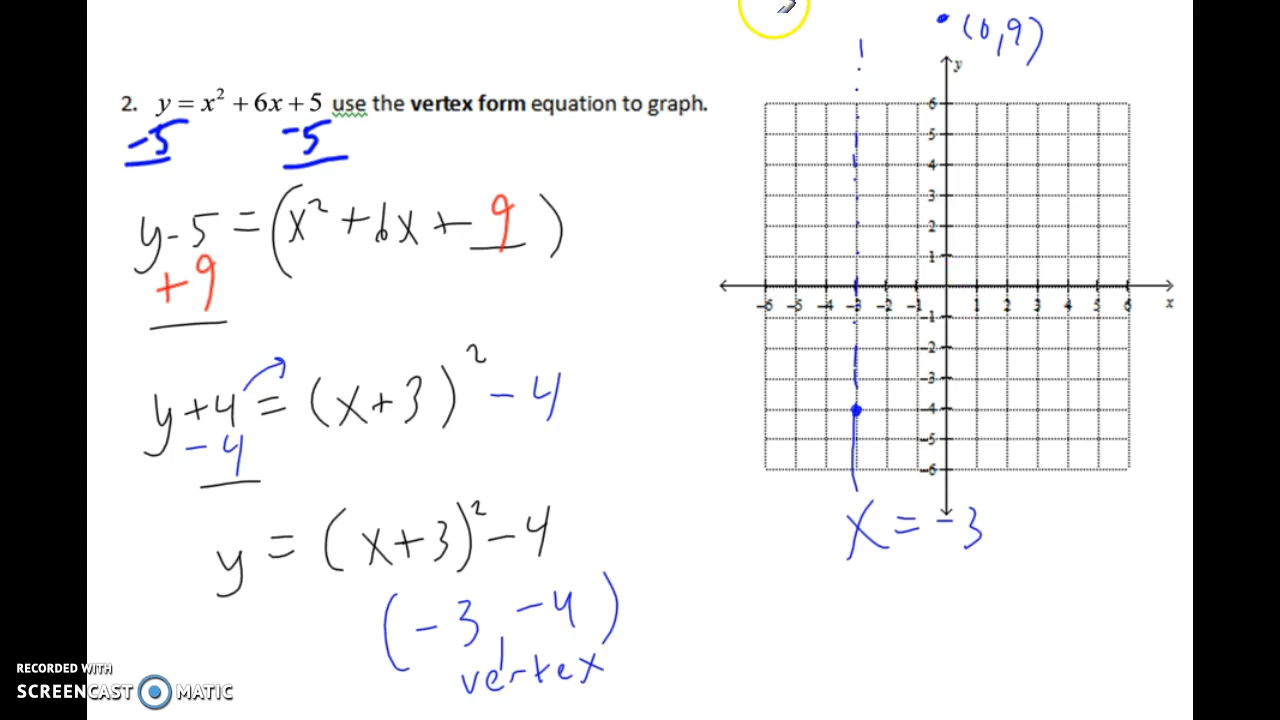 2. y = x² + 6x + 5 use the vertex form equation to graph.
-5 -5
y - 5 = (x² + 6x + 9)
+9
y + 4 = (x + 3)² - 4
- 4
y = (x + 3)² - 4
(-3, -4)
vertex
(0, 9)
y
6
5
4
3
2
1
-6 -5 -4 -3 -2 -1 1 2 3 4 5 6 x
-1
-2
-3
-4
-5
-6
x = -3
RECORDED WITH
SCREENCAST MATIC